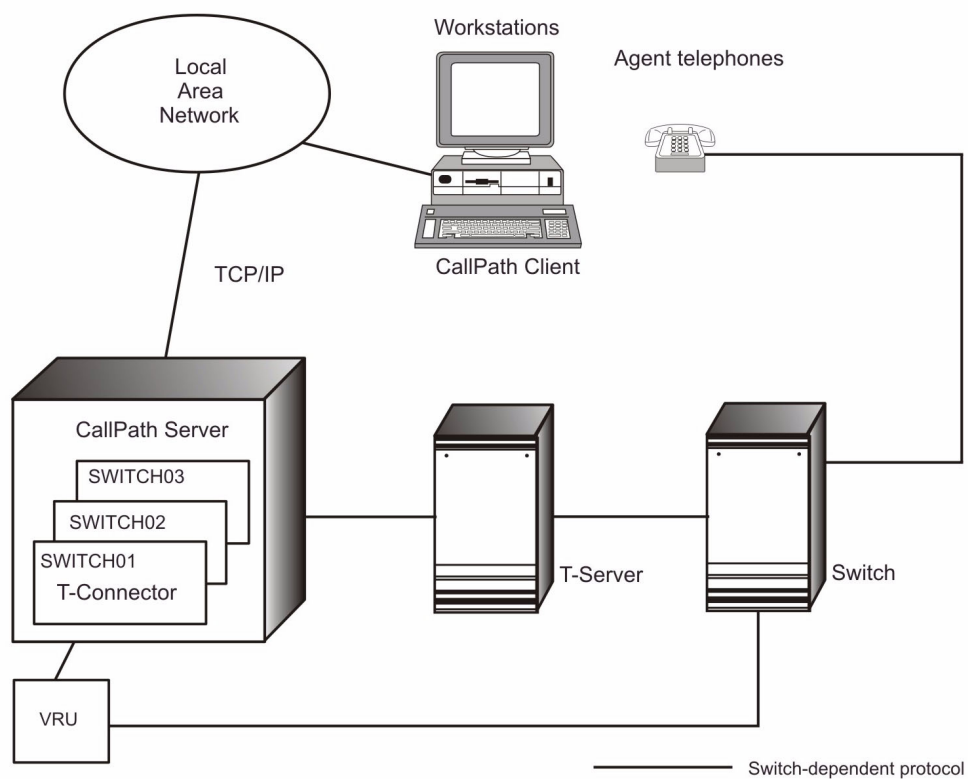 Workstations
Agent telephones
Local
Area
Network
CallPath Client
TCP/IP
CallPath Server
SWITCH03
SWITCH02
SWITCH01
T-Connector
T-Server
Switch
VRU
Switch-dependent protocol